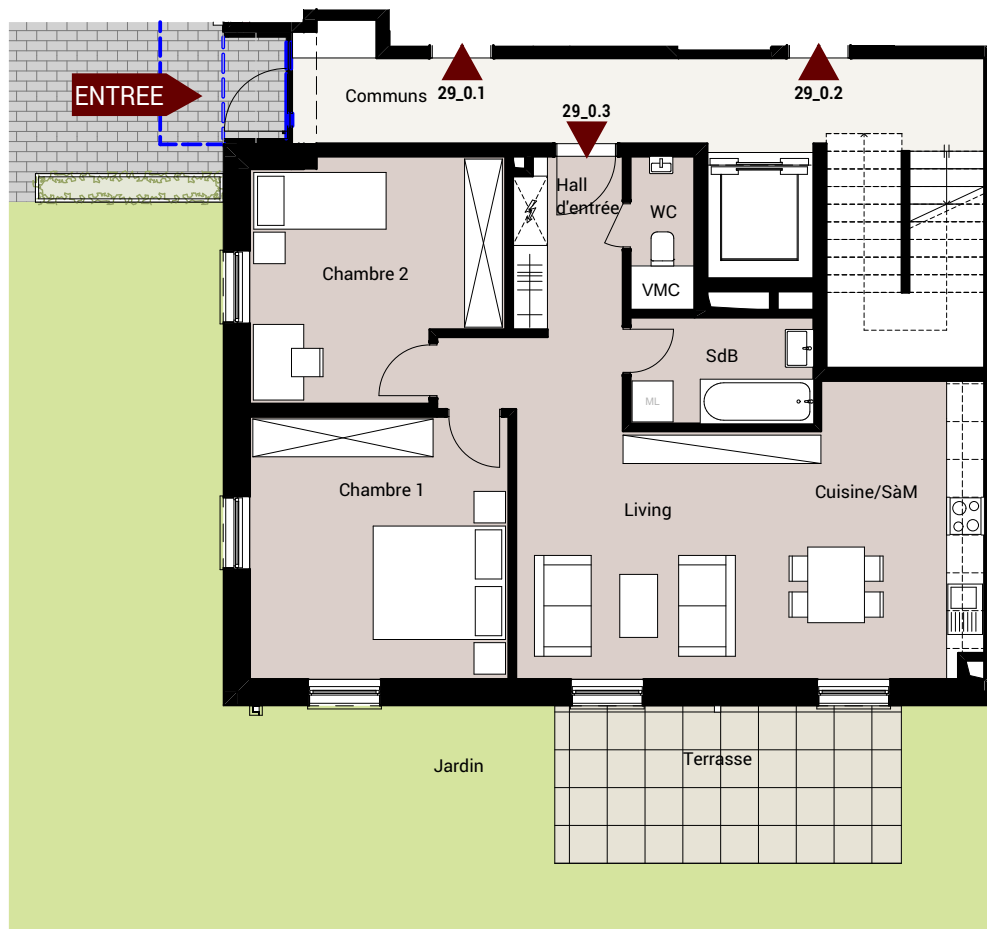 ENTREE
Communs
29_0.1
29_0.2
29_0.3
Hall
d'entrée
WC
Chambre 2
VMC
SdB
ML
Chambre 1
Living
Cuisine/SàM
Jardin
Terrasse